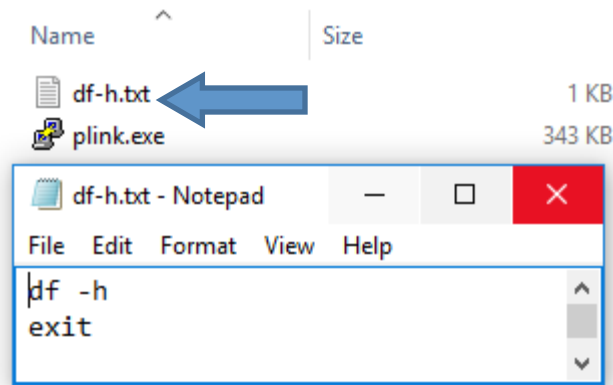 Name Size
df-h.txt 1 KB
plink.exe 343 KB
df-h.txt - Notepad
File Edit Format View Help
df -h
exit